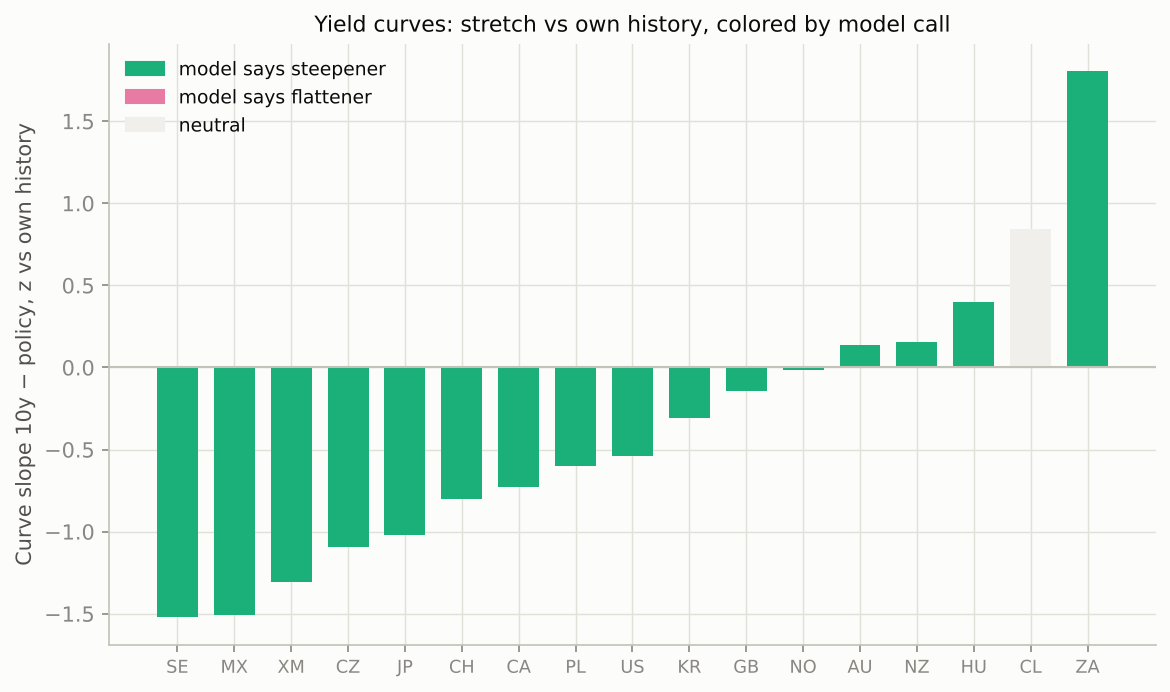 Yield curves: stretch vs own history, colored by model call
model says steepener
model says flattener
neutral
Curve slope 10y − policy, z vs own history
1.5
1.0
0.5
0.0
−0.5
−1.0
−1.5
SE MX XM CZ JP CH CA PL US KR GB NO AU NZ HU CL ZA